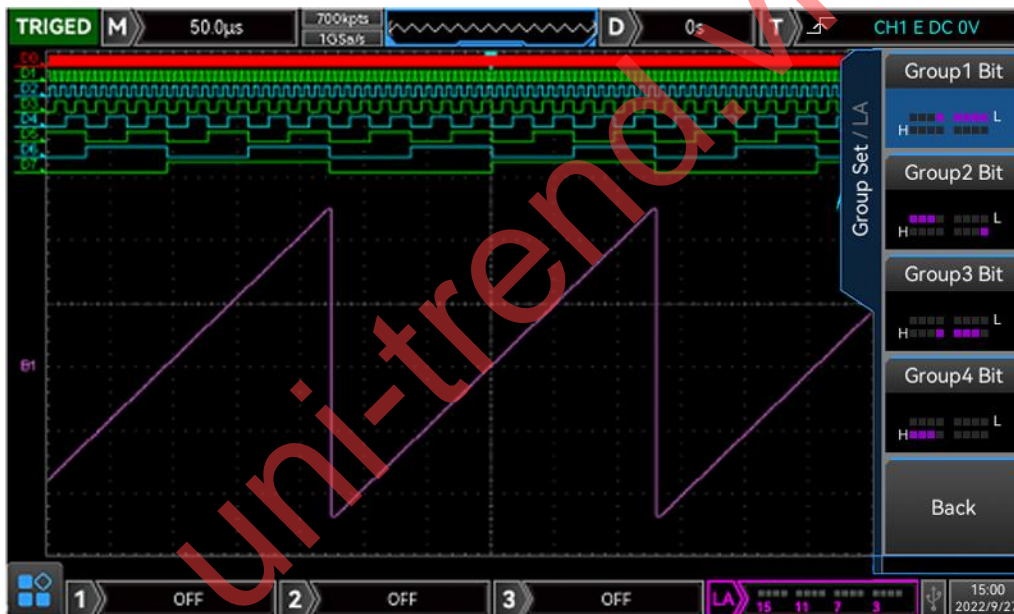 TRIGED M 50.0µs 700kpts D 0s T CH1 E DC 0V
1GSa/s
D0
D1
D2
D3
D4
D5
D6
D7
B1
Group Set / LA
Group1 Bit
L
H
Group2 Bit
L
H
Group3 Bit
L
H
Group4 Bit
L
H
Back
1 OFF 2 OFF 3 OFF LA 15 11 7 3
15:00
uni-trend.v